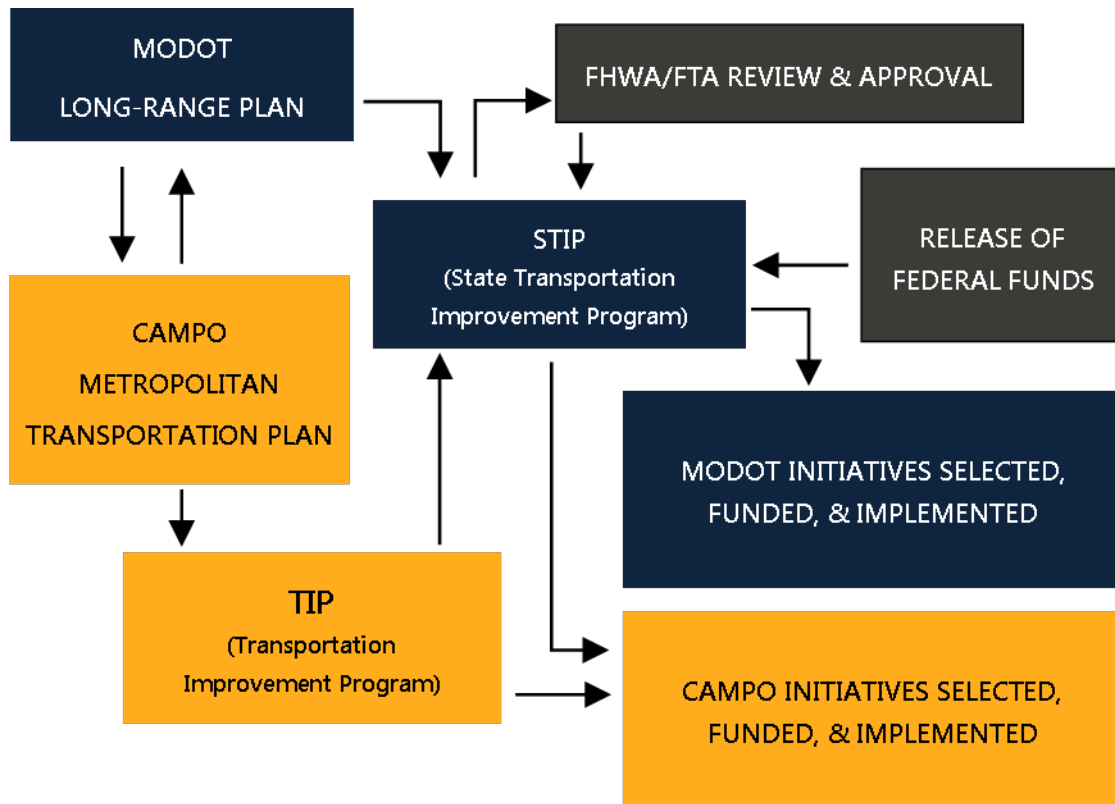 MODOT
LONG-RANGE PLAN
FHWA/FTA REVIEW & APPROVAL
STIP
(State Transportation
Improvement Program)
RELEASE OF
FEDERAL FUNDS
CAMPO
METROPOLITAN
TRANSPORTATION PLAN
MODOT INITIATIVES SELECTED,
FUNDED, & IMPLEMENTED
TIP
(Transportation
Improvement Program)
CAMPO INITIATIVES SELECTED,
FUNDED, & IMPLEMENTED